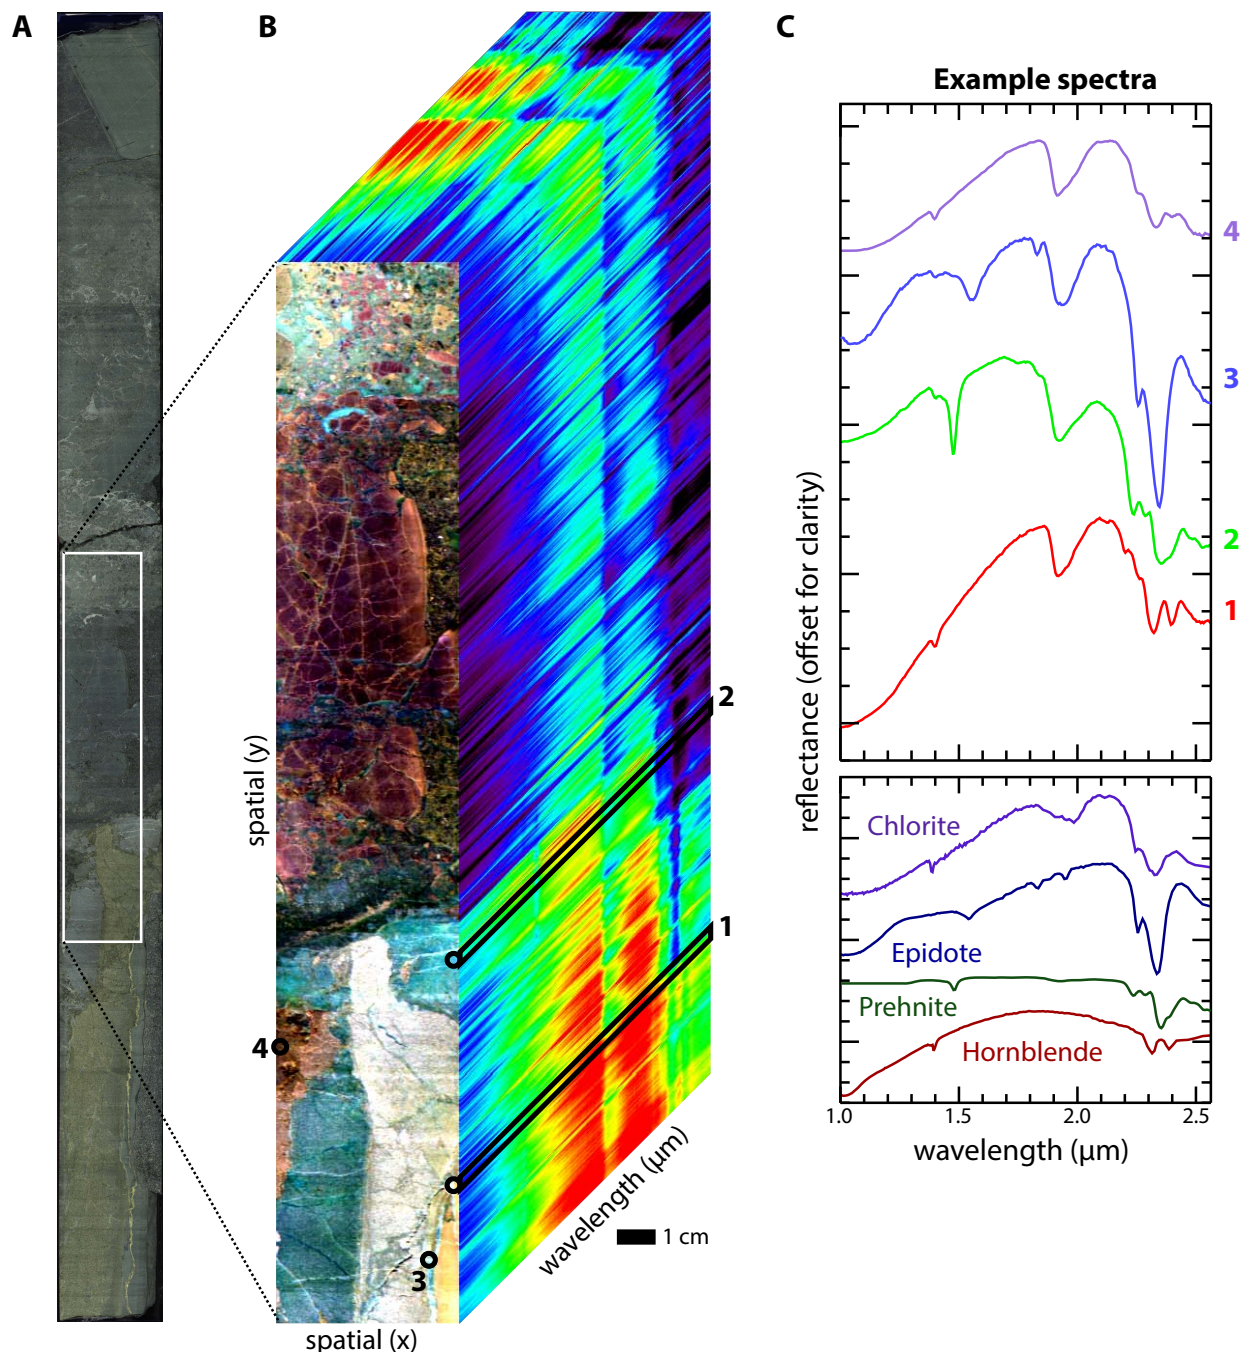 A
B
C
Example spectra
4
3
2
1
reflectance (offset for clarity)
Chlorite
Epidote
Prehnite
Hornblende
1.0
1.5
2.0
2.5
wavelength (µm)
2
1
4
3
spatial (y)
spatial (x)
wavelength (µm)
1 cm